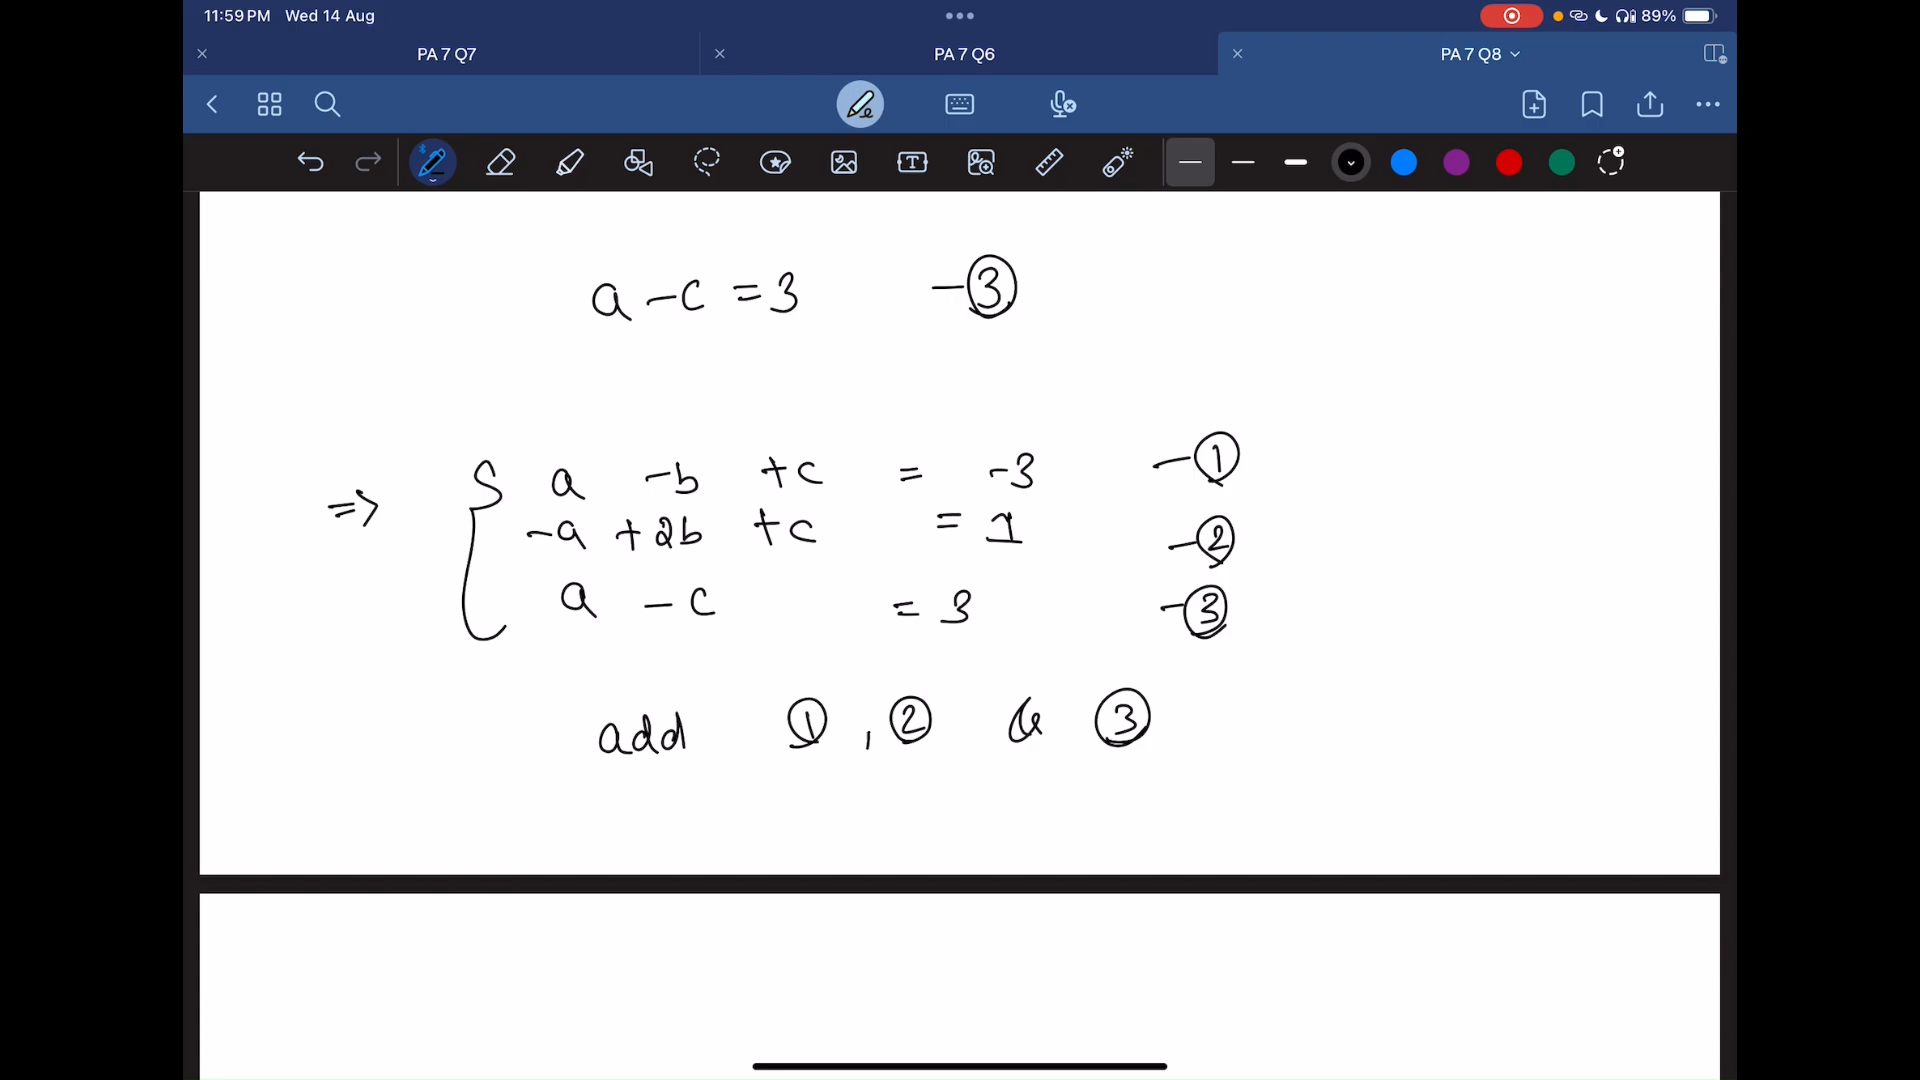 11:59 PM Wed 14 Aug 89%
PA 7 Q7 PA 7 Q6 PA 7 Q8
a - c = 3 - ③
⇒ { a - b + c = -3 - ①
-a + 2b + c = 1 - ②
a - c = 3 - ③
add ①, ② & ③